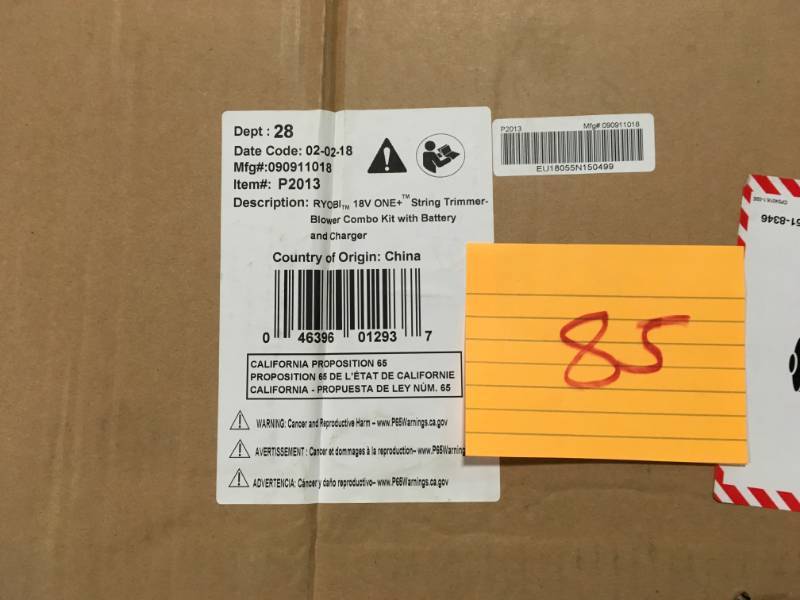 Dept : 28
Date Code: 02-02-18
Mfg#:090911018
Item#: P2013
Description: RYOBI™ 18V ONE+™ String Trimmer-
Blower Combo Kit with Battery
and Charger
Country of Origin: China
0 46396 01293 7
CALIFORNIA PROPOSITION 65
PROPOSITION 65 DE L'ÉTAT DE CALIFORNIE
CALIFORNIA - PROPUESTA DE LEY NÚM. 65
WARNING: Cancer and Reproductive Harm – www.P65Warnings.ca.gov
AVERTISSEMENT : Cancer et dommages à la reproduction– www.P65Warning
ADVERTENCIA: Cáncer y daño reproductivo– www.P65Warnings.ca.gov
P2013 Mfg#:090911018
EU18055N150499
85
51-8346